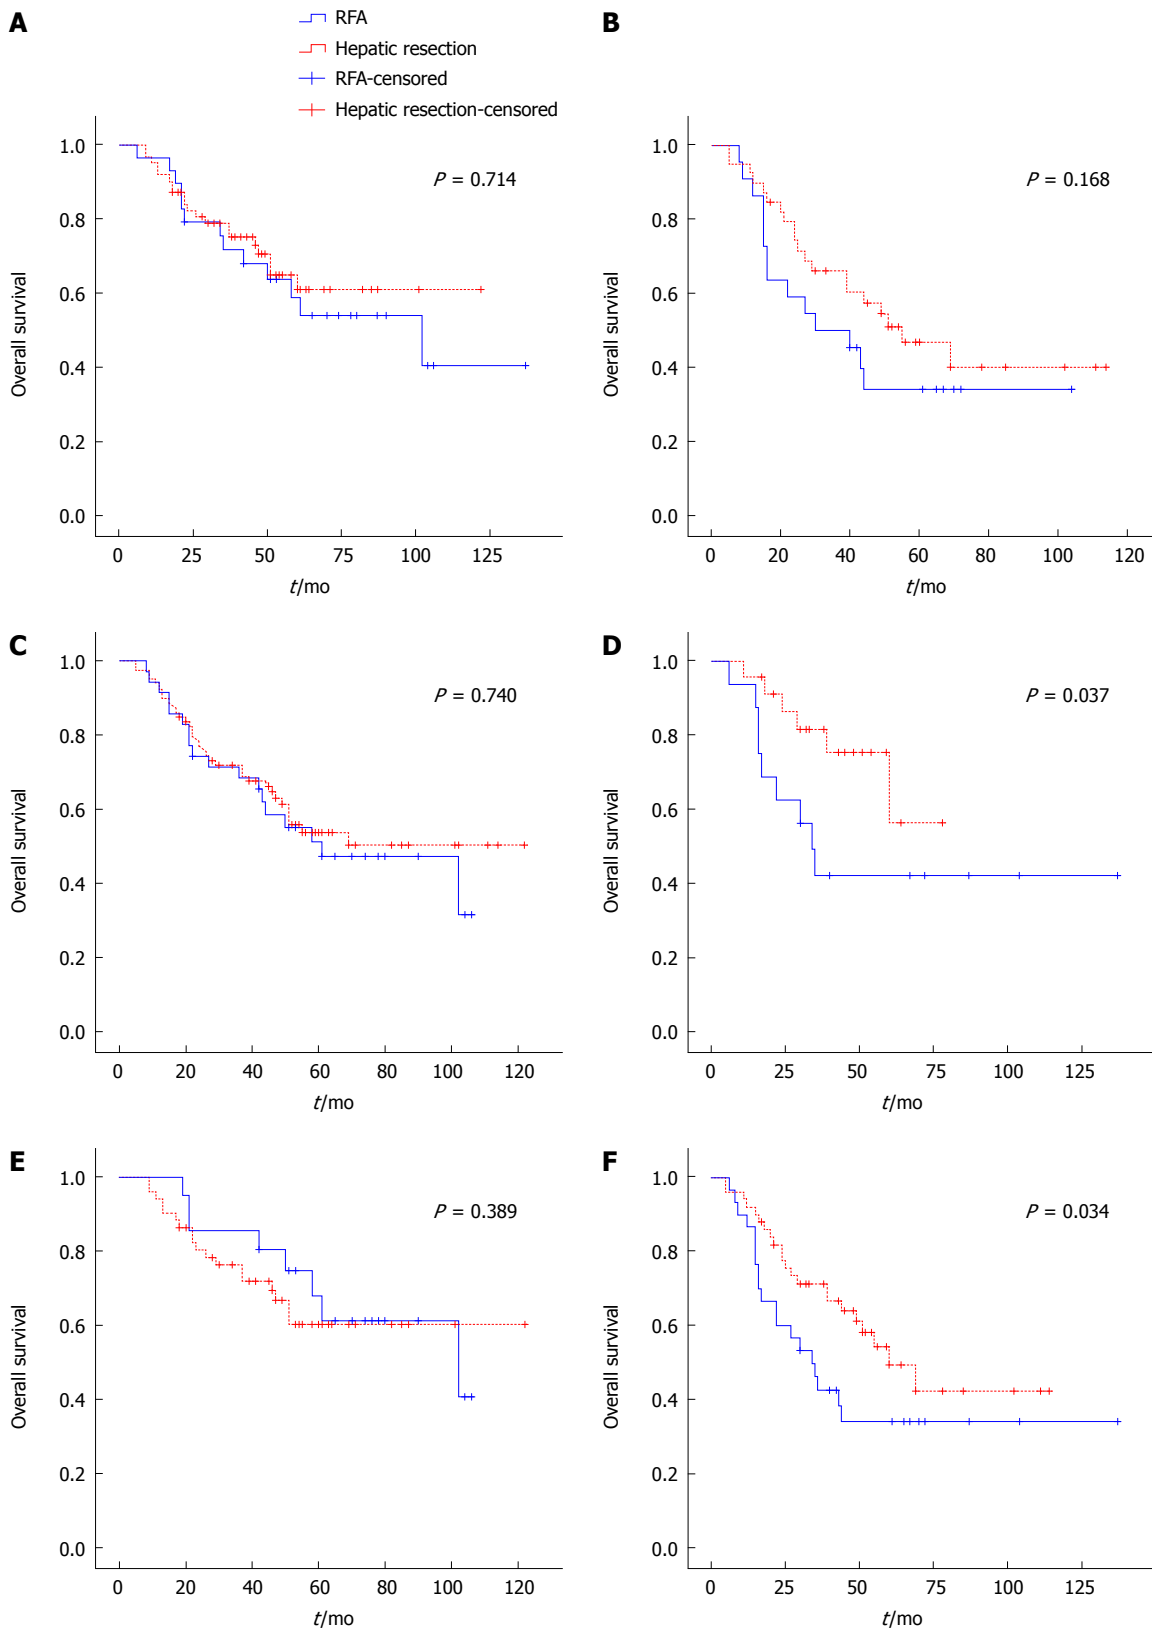 A
RFA
Hepatic resection
RFA-censored
Hepatic resection-censored
1.0
0.8
0.6
0.4
0.2
0.0
Overall survival
P = 0.714
0 25 50 75 100 125
t/mo
B
1.0
0.8
0.6
0.4
0.2
0.0
Overall survival
P = 0.168
0 20 40 60 80 100 120
t/mo
C
1.0
0.8
0.6
0.4
0.2
0.0
Overall survival
P = 0.740
0 20 40 60 80 100 120
t/mo
D
1.0
0.8
0.6
0.4
0.2
0.0
Overall survival
P = 0.037
0 25 50 75 100 125
t/mo
E
1.0
0.8
0.6
0.4
0.2
0.0
Overall survival
P = 0.389
0 20 40 60 80 100 120
t/mo
F
1.0
0.8
0.6
0.4
0.2
0.0
Overall survival
P = 0.034
0 25 50 75 100 125
t/mo